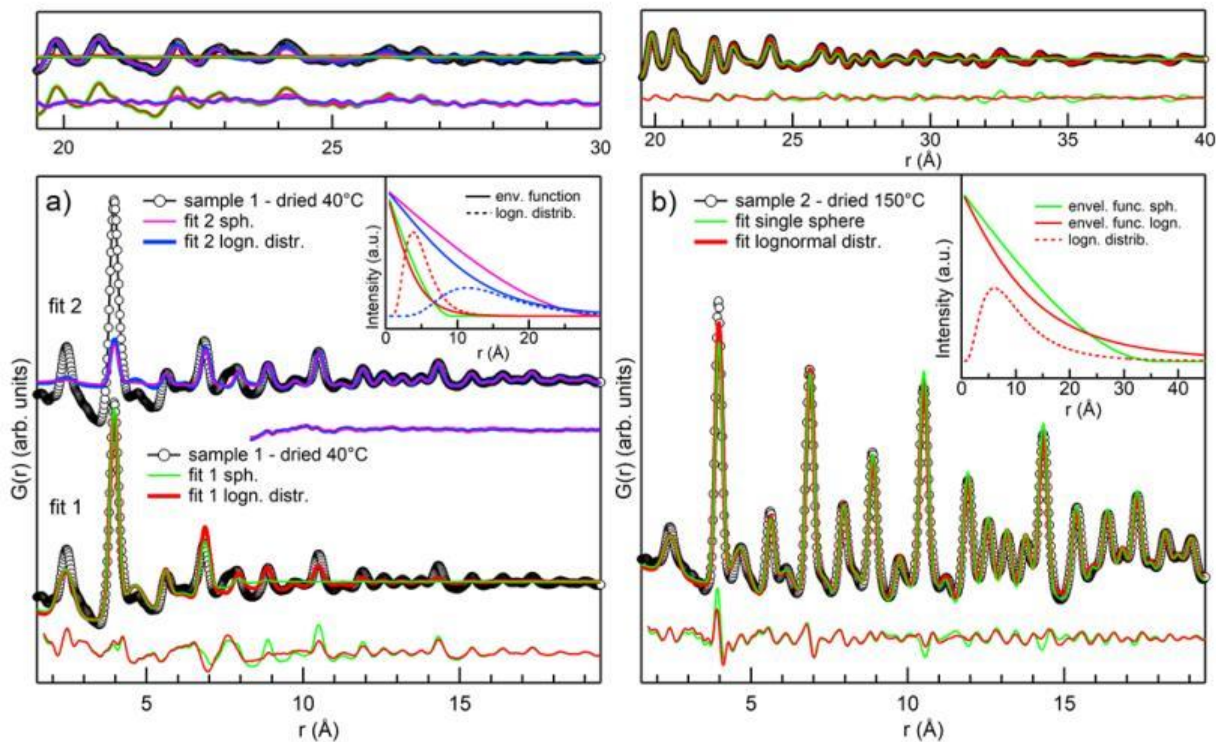 20 25 30
a)
sample 1 - dried 40°C
fit 2 sph.
fit 2 logn. distr.
fit 2
env. function
logn. distrib.
Intensity (a.u.)
0 10 20
r (Å)
G(r) (arb. units)
sample 1 - dried 40°C
fit 1 sph.
fit 1 logn. distr.
fit 1
5 10 15
r (Å)
20 25 30 35 40
r (Å)
b)
sample 2 - dried 150°C
fit single sphere
fit lognormal distr.
envel. func. sph.
envel. func. logn.
logn. distrib.
Intensity (a.u.)
0 10 20 30 40
r (Å)
G(r) (arb. units)
5 10 15
r (Å)